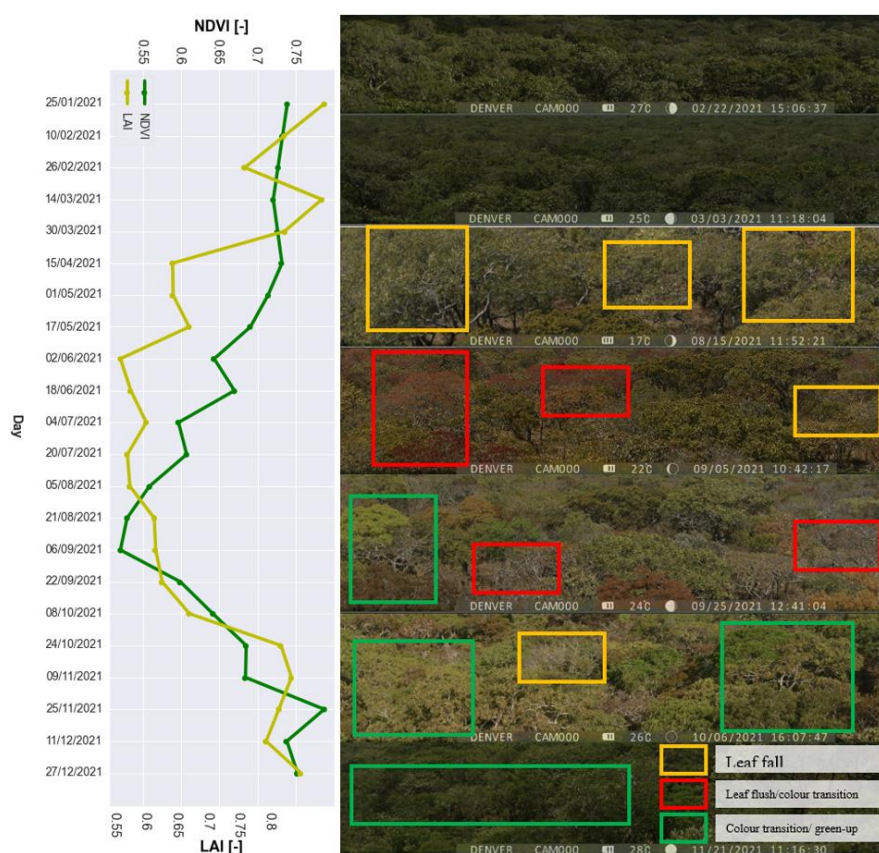 NDVI [-]
0.55
0.6
0.65
0.7
0.75
NDVI
LAI
25/01/2021
10/02/2021
26/02/2021
14/03/2021
30/03/2021
15/04/2021
01/05/2021
17/05/2021
02/06/2021
18/06/2021
04/07/2021
20/07/2021
05/08/2021
21/08/2021
06/09/2021
22/09/2021
08/10/2021
24/10/2021
09/11/2021
25/11/2021
11/12/2021
27/12/2021
Day
0.55
0.6
0.65
0.7
0.75
0.8
LAI [-]
DENVER CAM000 27C 02/22/2021 15:06:37
DENVER CAM000 25C 03/03/2021 11:18:04
DENVER CAM000 17C 08/15/2021 11:52:21
DENVER CAM000 22C 09/05/2021 10:42:17
DENVER CAM000 24C 09/25/2021 12:41:04
DENVER CAM000 26C 10/06/2021 16:07:47
Leaf fall
Leaf flush/colour transition
Colour transition/ green-up
DENVER CAM000 28C 11/21/2021 11:16:30